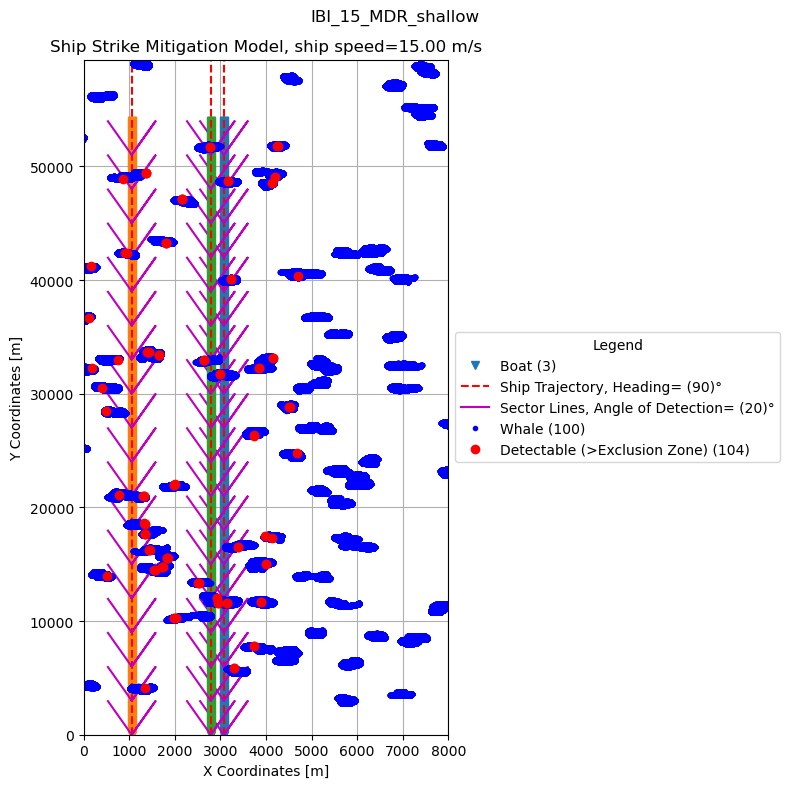 IBI_15_MDR_shallow
Ship Strike Mitigation Model, ship speed=15.00 m/s
Y Coordinates [m]
50000
40000
30000
20000
10000
0
0 1000 2000 3000 4000 5000 6000 7000 8000
X Coordinates [m]
Legend
Boat (3)
Ship Trajectory, Heading= (90)°
Sector Lines, Angle of Detection= (20)°
Whale (100)
Detectable (>Exclusion Zone) (104)